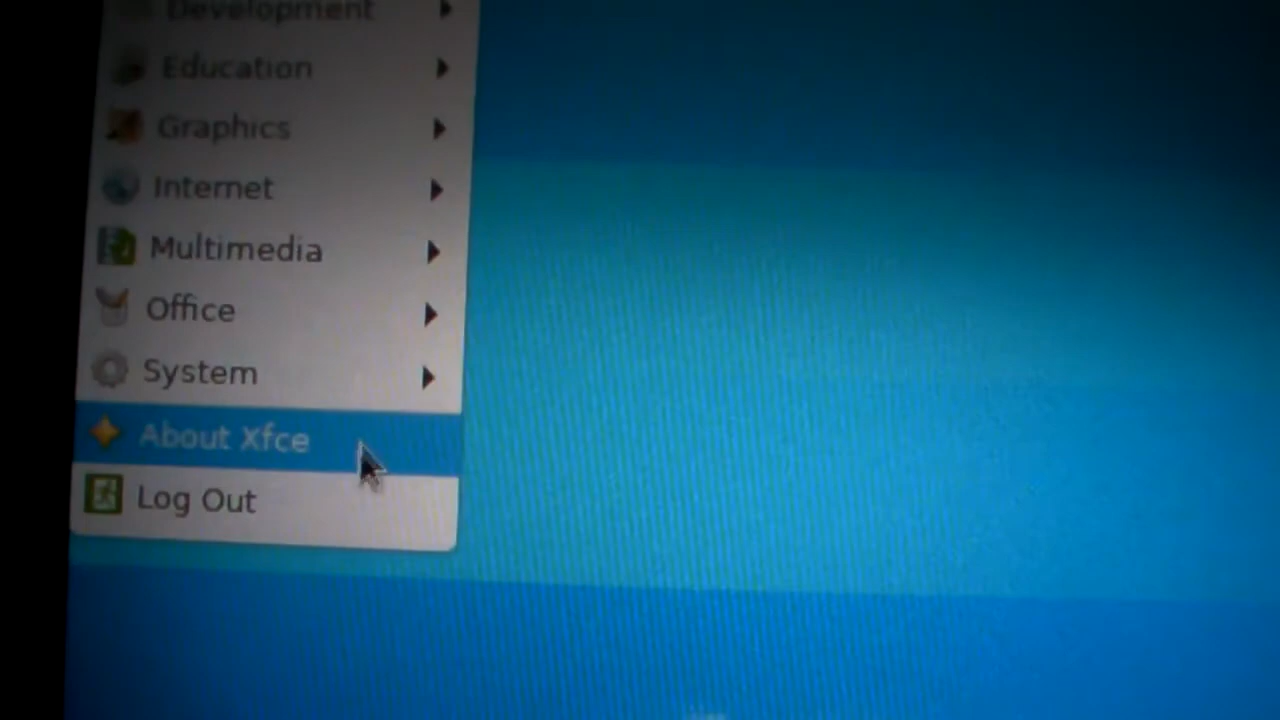 Development
Education
Graphics
Internet
Multimedia
Office
System
About Xfce
Log Out